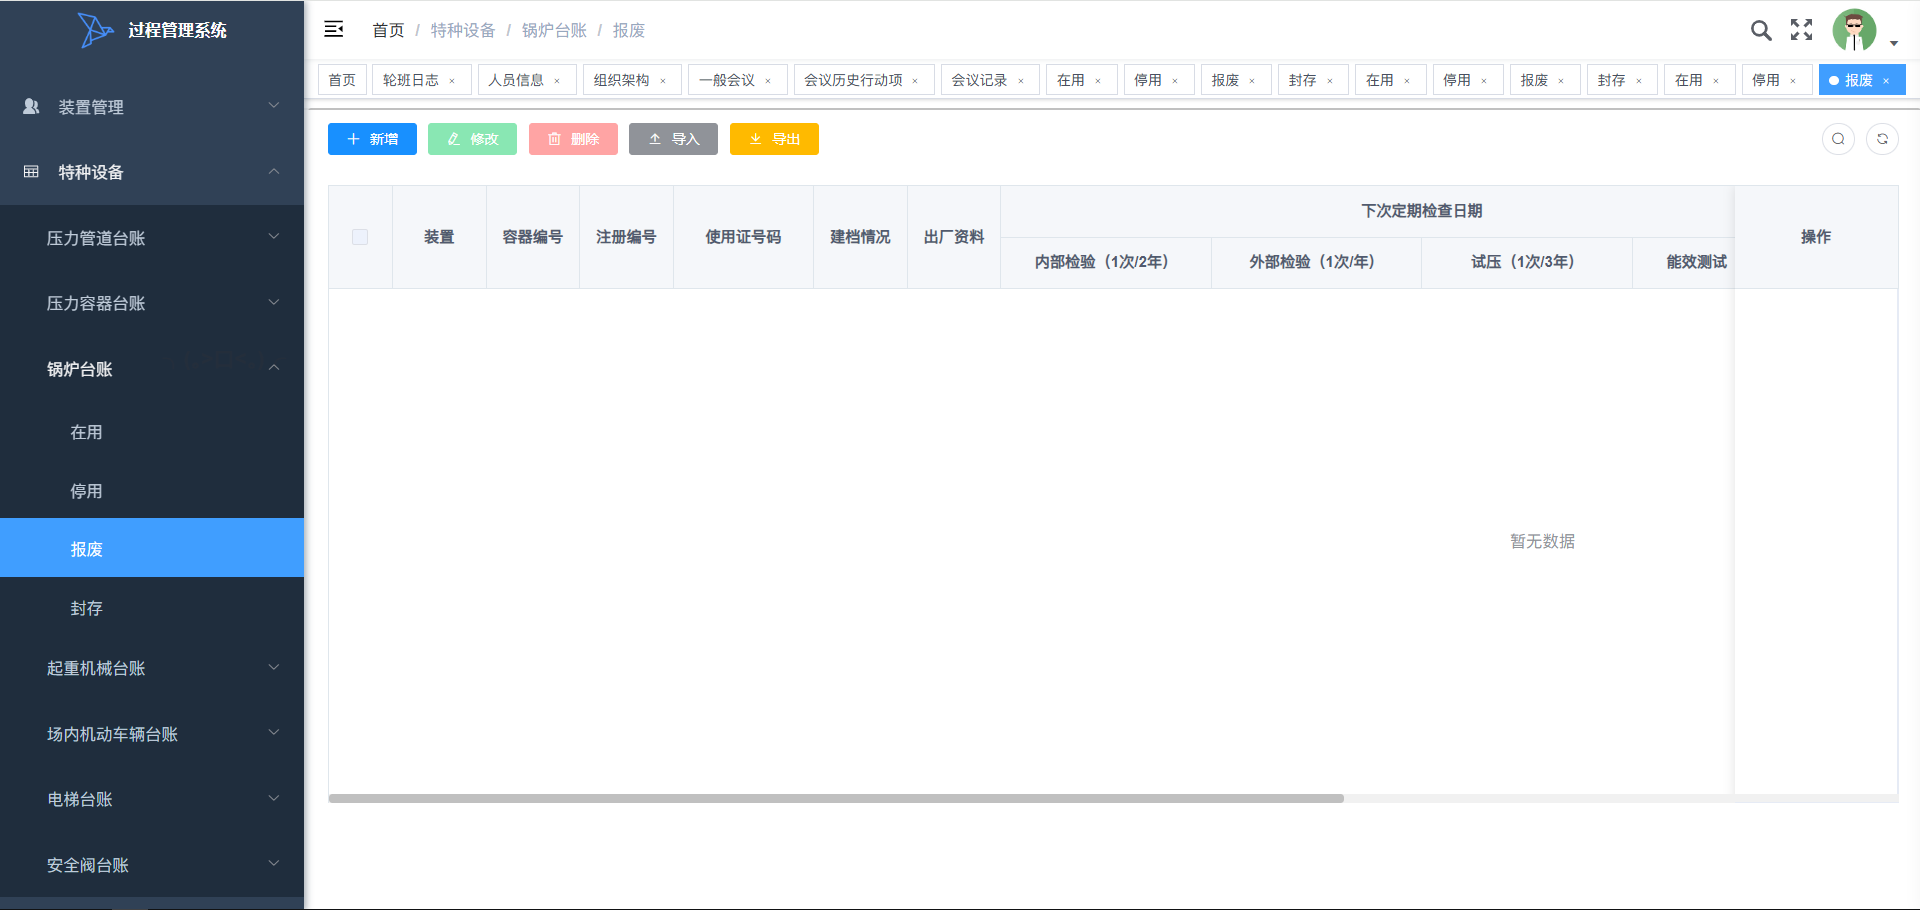 过程管理系统
首页 / 特种设备 / 锅炉台账 / 报废
首页 轮班日志 × 人员信息 × 组织架构 × 一般会议 × 会议历史行动项 × 会议记录 × 在用 × 停用 × 报废 × 封存 × 在用 × 停用 × 报废 × 封存 × 在用 × 停用 × 报废 ×
装置管理
特种设备
压力管道台账
压力容器台账
锅炉台账
在用
停用
报废
封存
起重机械台账
场内机动车辆台账
电梯台账
安全阀台账
新增 修改 删除 导入 导出
装置 容器编号 注册编号 使用证号码 建档情况 出厂资料 下次定期检查日期 操作
内部检验（1次/2年） 外部检验（1次/年） 试压（1次/3年） 能效测试
暂无数据